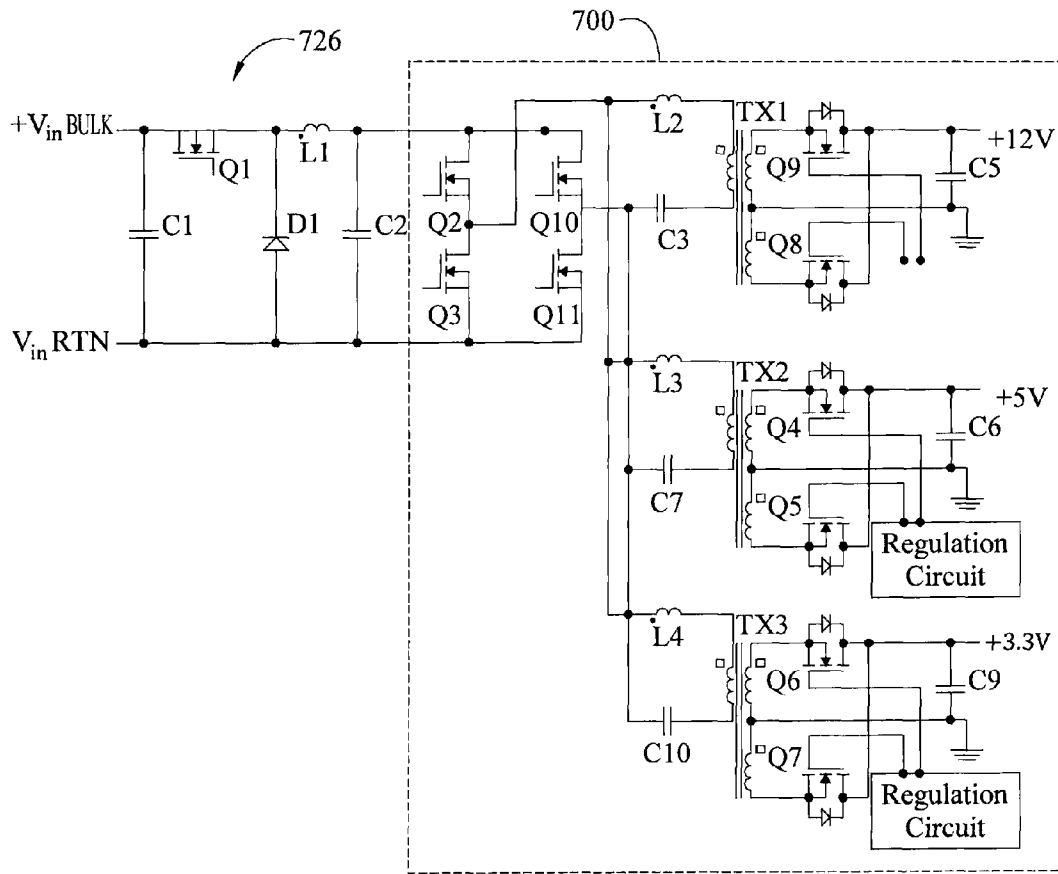 726
700
+Vin BULK
Q1
L1
C1
D1
C2
Q2
Q10
Q3
Q11
Vin RTN
L2
TX1
C3
Q9
Q8
+12V
C5
L3
TX2
C7
Q4
Q5
+5V
C6
Regulation
Circuit
L4
TX3
C10
Q6
Q7
+3.3V
C9
Regulation
Circuit